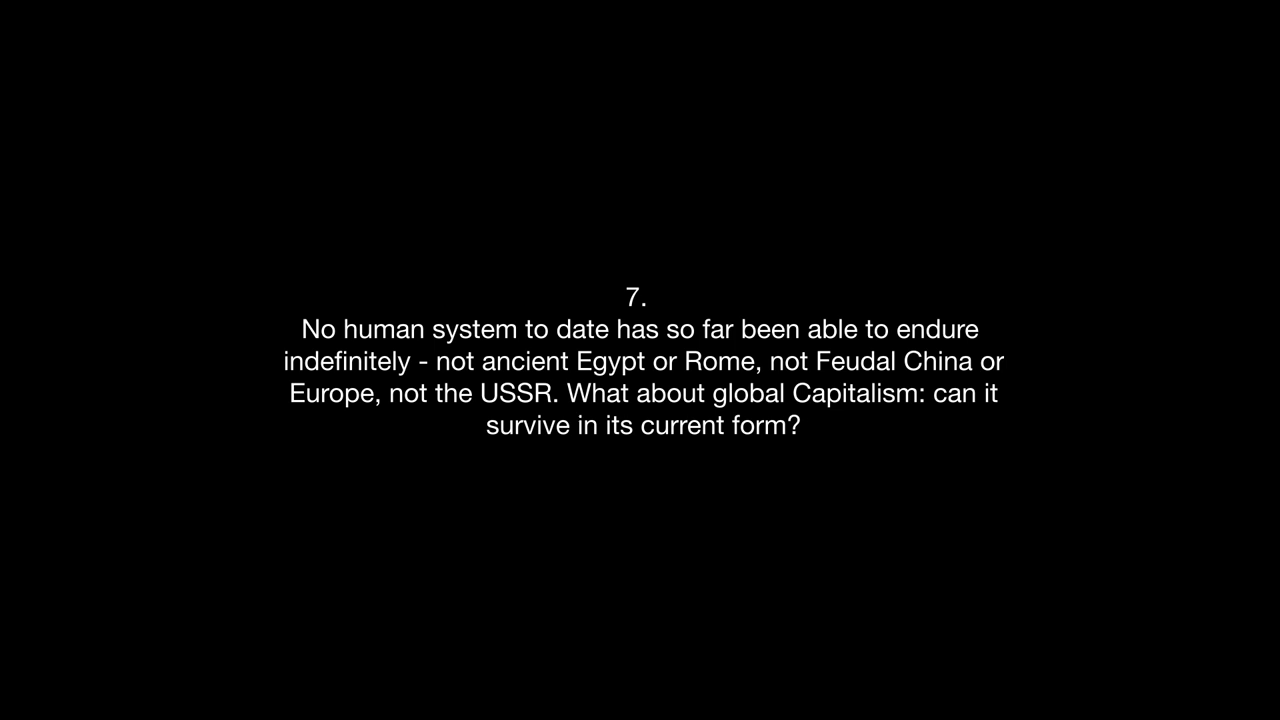 7.
No human system to date has so far been able to endure
indefinitely - not ancient Egypt or Rome, not Feudal China or
Europe, not the USSR. What about global Capitalism: can it
survive in its current form?